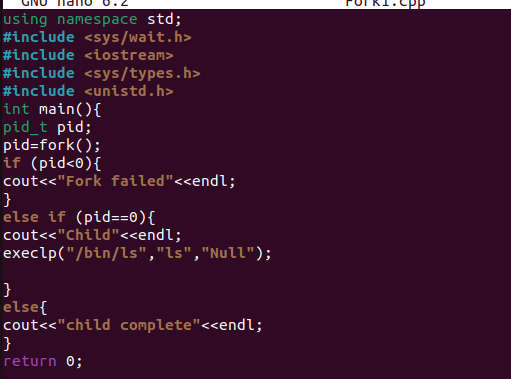 GNU nano 6.2 Fork1.cpp
using namespace std;
#include <sys/wait.h>
#include <iostream>
#include <sys/types.h>
#include <unistd.h>
int main(){
pid_t pid;
pid=fork();
if (pid<0){
cout<<"Fork failed"<<endl;
}
else if (pid==0){
cout<<"Child"<<endl;
execlp("/bin/ls","ls","Null");
}
else{
cout<<"child complete"<<endl;
}
return 0;